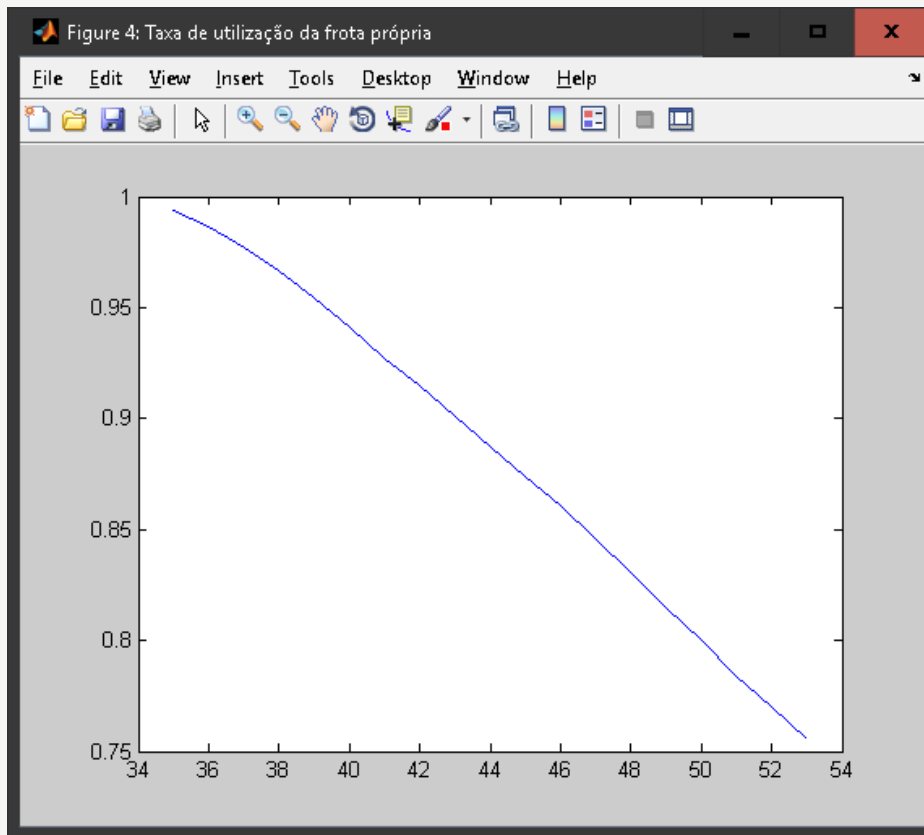 Figure 4: Taxa de utilização da frota própria
File Edit View Insert Tools Desktop Window Help
1
0.95
0.9
0.85
0.8
0.75
34 36 38 40 42 44 46 48 50 52 54